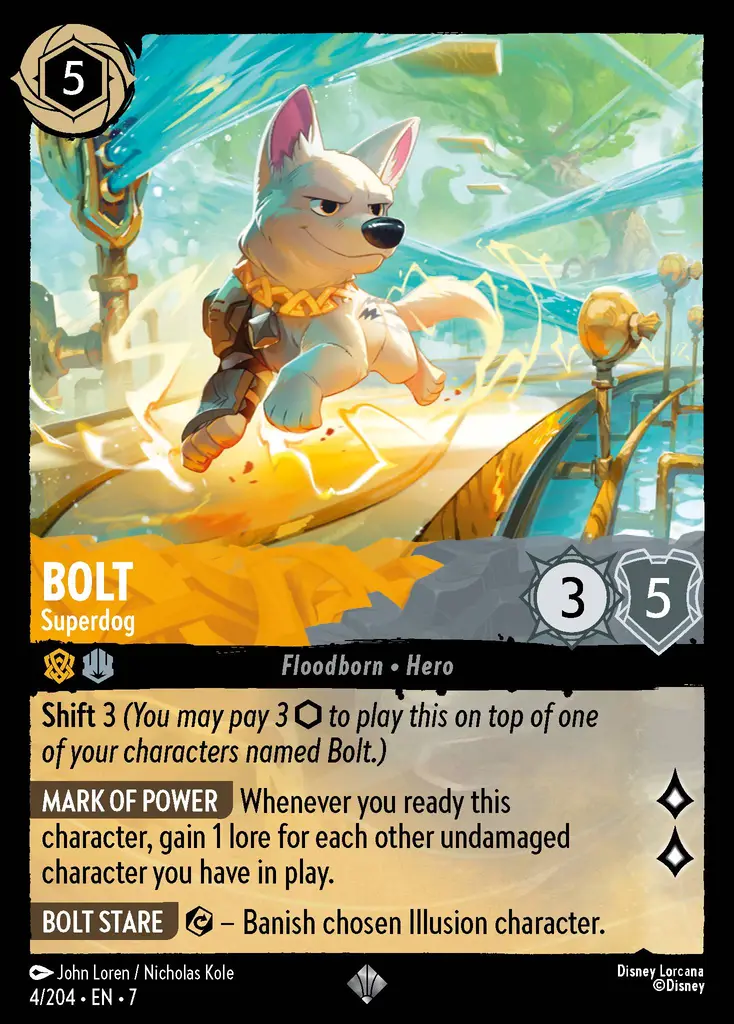 5
BOLT
Superdog
3
5
Floodborn • Hero
Shift 3 (You may pay 3 ⬡ to play this on top of one
of your characters named Bolt.)
MARK OF POWER Whenever you ready this
character, gain 1 lore for each other undamaged
character you have in play.
BOLT STARE – Banish chosen Illusion character.
John Loren / Nicholas Kole
4/204 • EN • 7
Disney Lorcana
©Disney